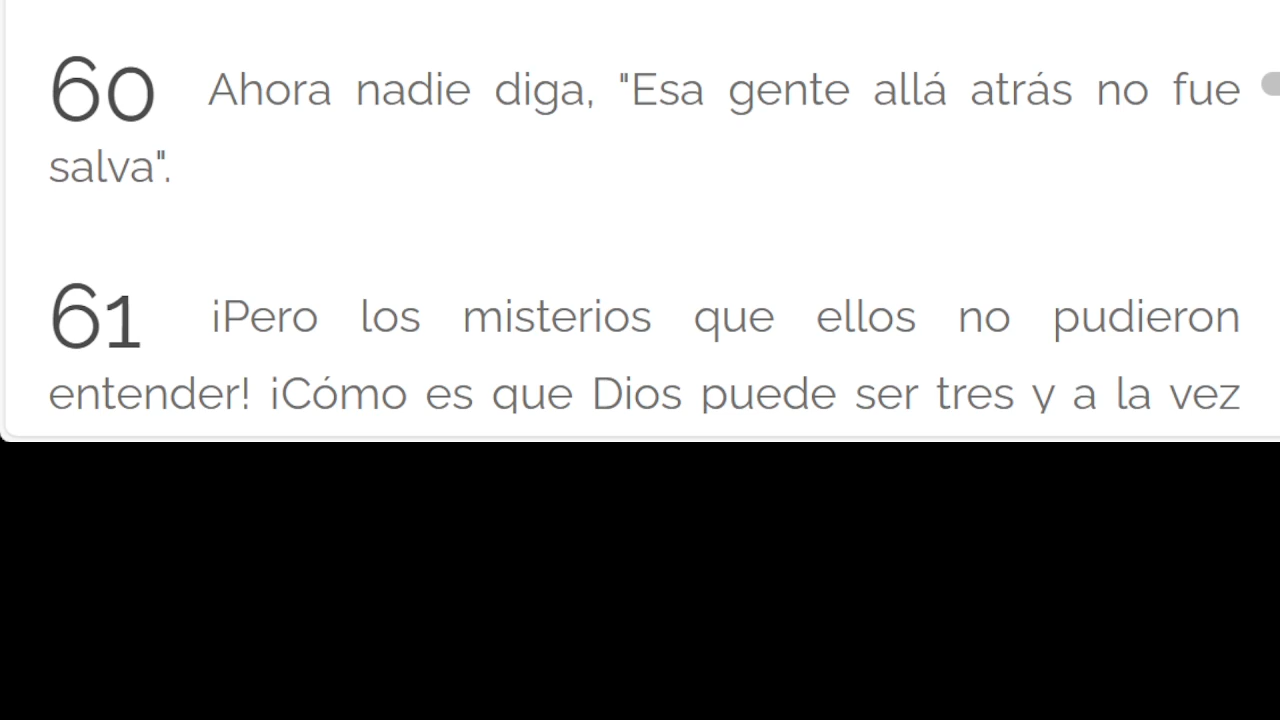 60 Ahora nadie diga, "Esa gente allá atrás no fue
salva".
61 ¡Pero los misterios que ellos no pudieron
entender! ¡Cómo es que Dios puede ser tres y a la vez